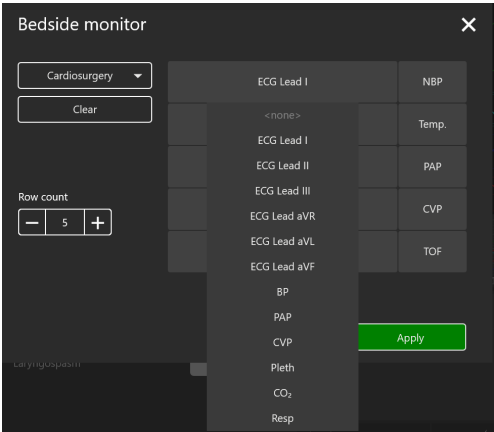 Bedside monitor
Cardiosurgery
Clear
Row count
5
ECG Lead I
NBP
Temp.
PAP
CVP
TOF
<none>
ECG Lead I
ECG Lead II
ECG Lead III
ECG Lead aVR
ECG Lead aVL
ECG Lead aVF
BP
PAP
CVP
Pleth
CO₂
Resp
Apply
Laryngospasm